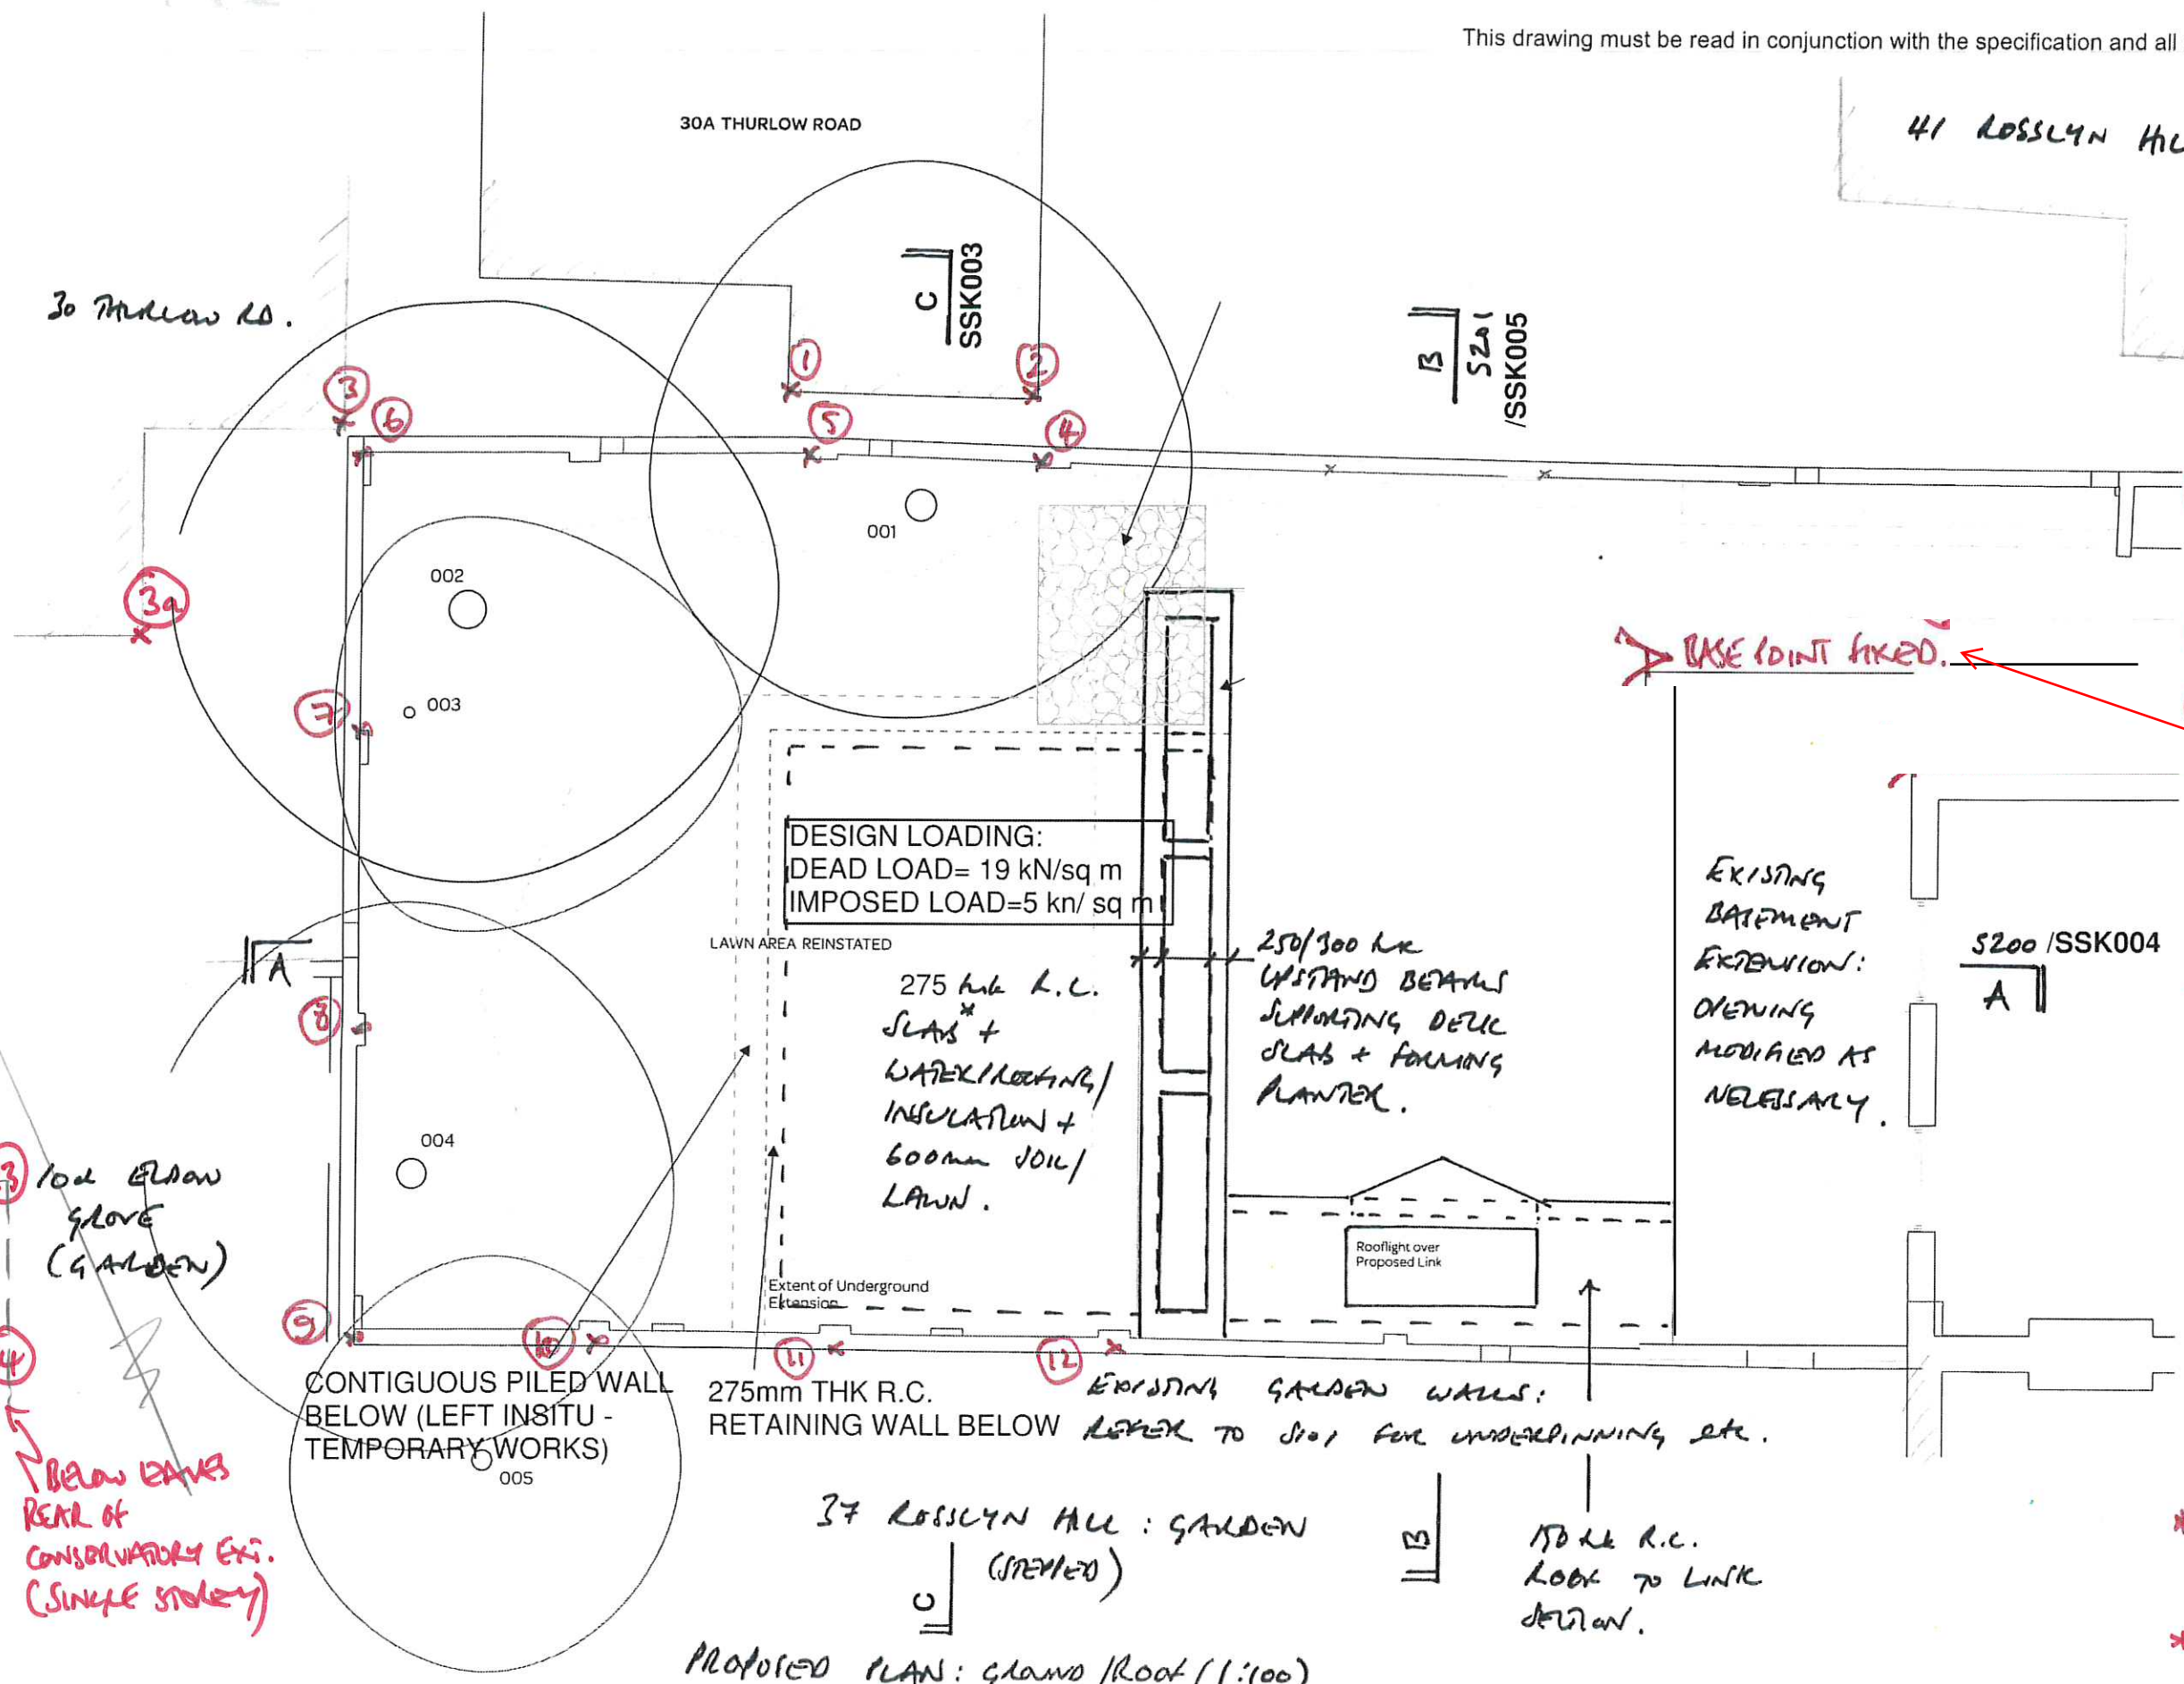 This drawing must be read in conjunction with the specification and all
30A THURLOW ROAD
41 ROSSLYN HIL
30 THURLOW RD.
C
SSK003
B
S201
/SSK005
1
2
3
6
5
4
001
002
3a
003
7
BASE POINT FIXED.
DESIGN LOADING:
DEAD LOAD= 19 kN/sq m
IMPOSED LOAD=5 kn/ sq m
LAWN AREA REINSTATED
275 thk R.C.
SLAB* +
WATERPROOFING/
INSULATION +
600mm SOIL/
LAWN.
250/300 thk
UPSTAND BEAMS
SUPPORTING DECK
SLAB + FORMING
PLANTER.
EXISTING
BASEMENT
EXTENSION:
OPENING
MODIFIED AS
NECESSARY.
S200 /SSK004
A
A
8
004
3
10a ELDON
GROVE
(GARDEN)
4
9
10
11
12
Extent of Underground
Extension
Rooflight over
Proposed Link
CONTIGUOUS PILED WALL
BELOW (LEFT INSITU -
TEMPORARY WORKS)
005
275mm THK R.C.
RETAINING WALL BELOW
EXISTING GARDEN WALLS:
REFER TO S101 FOR UNDERPINNING etc.
BELOW EAVES
REAR OF
CONSERVATORY EXT.
(SINGLE STOREY)
37 ROSSLYN HILL : GARDEN
(STEPPED)
C
B
150 thk R.C.
ROOF TO LINK
SECTION.
PROPOSED PLAN: GROUND/ROOF (1:100)